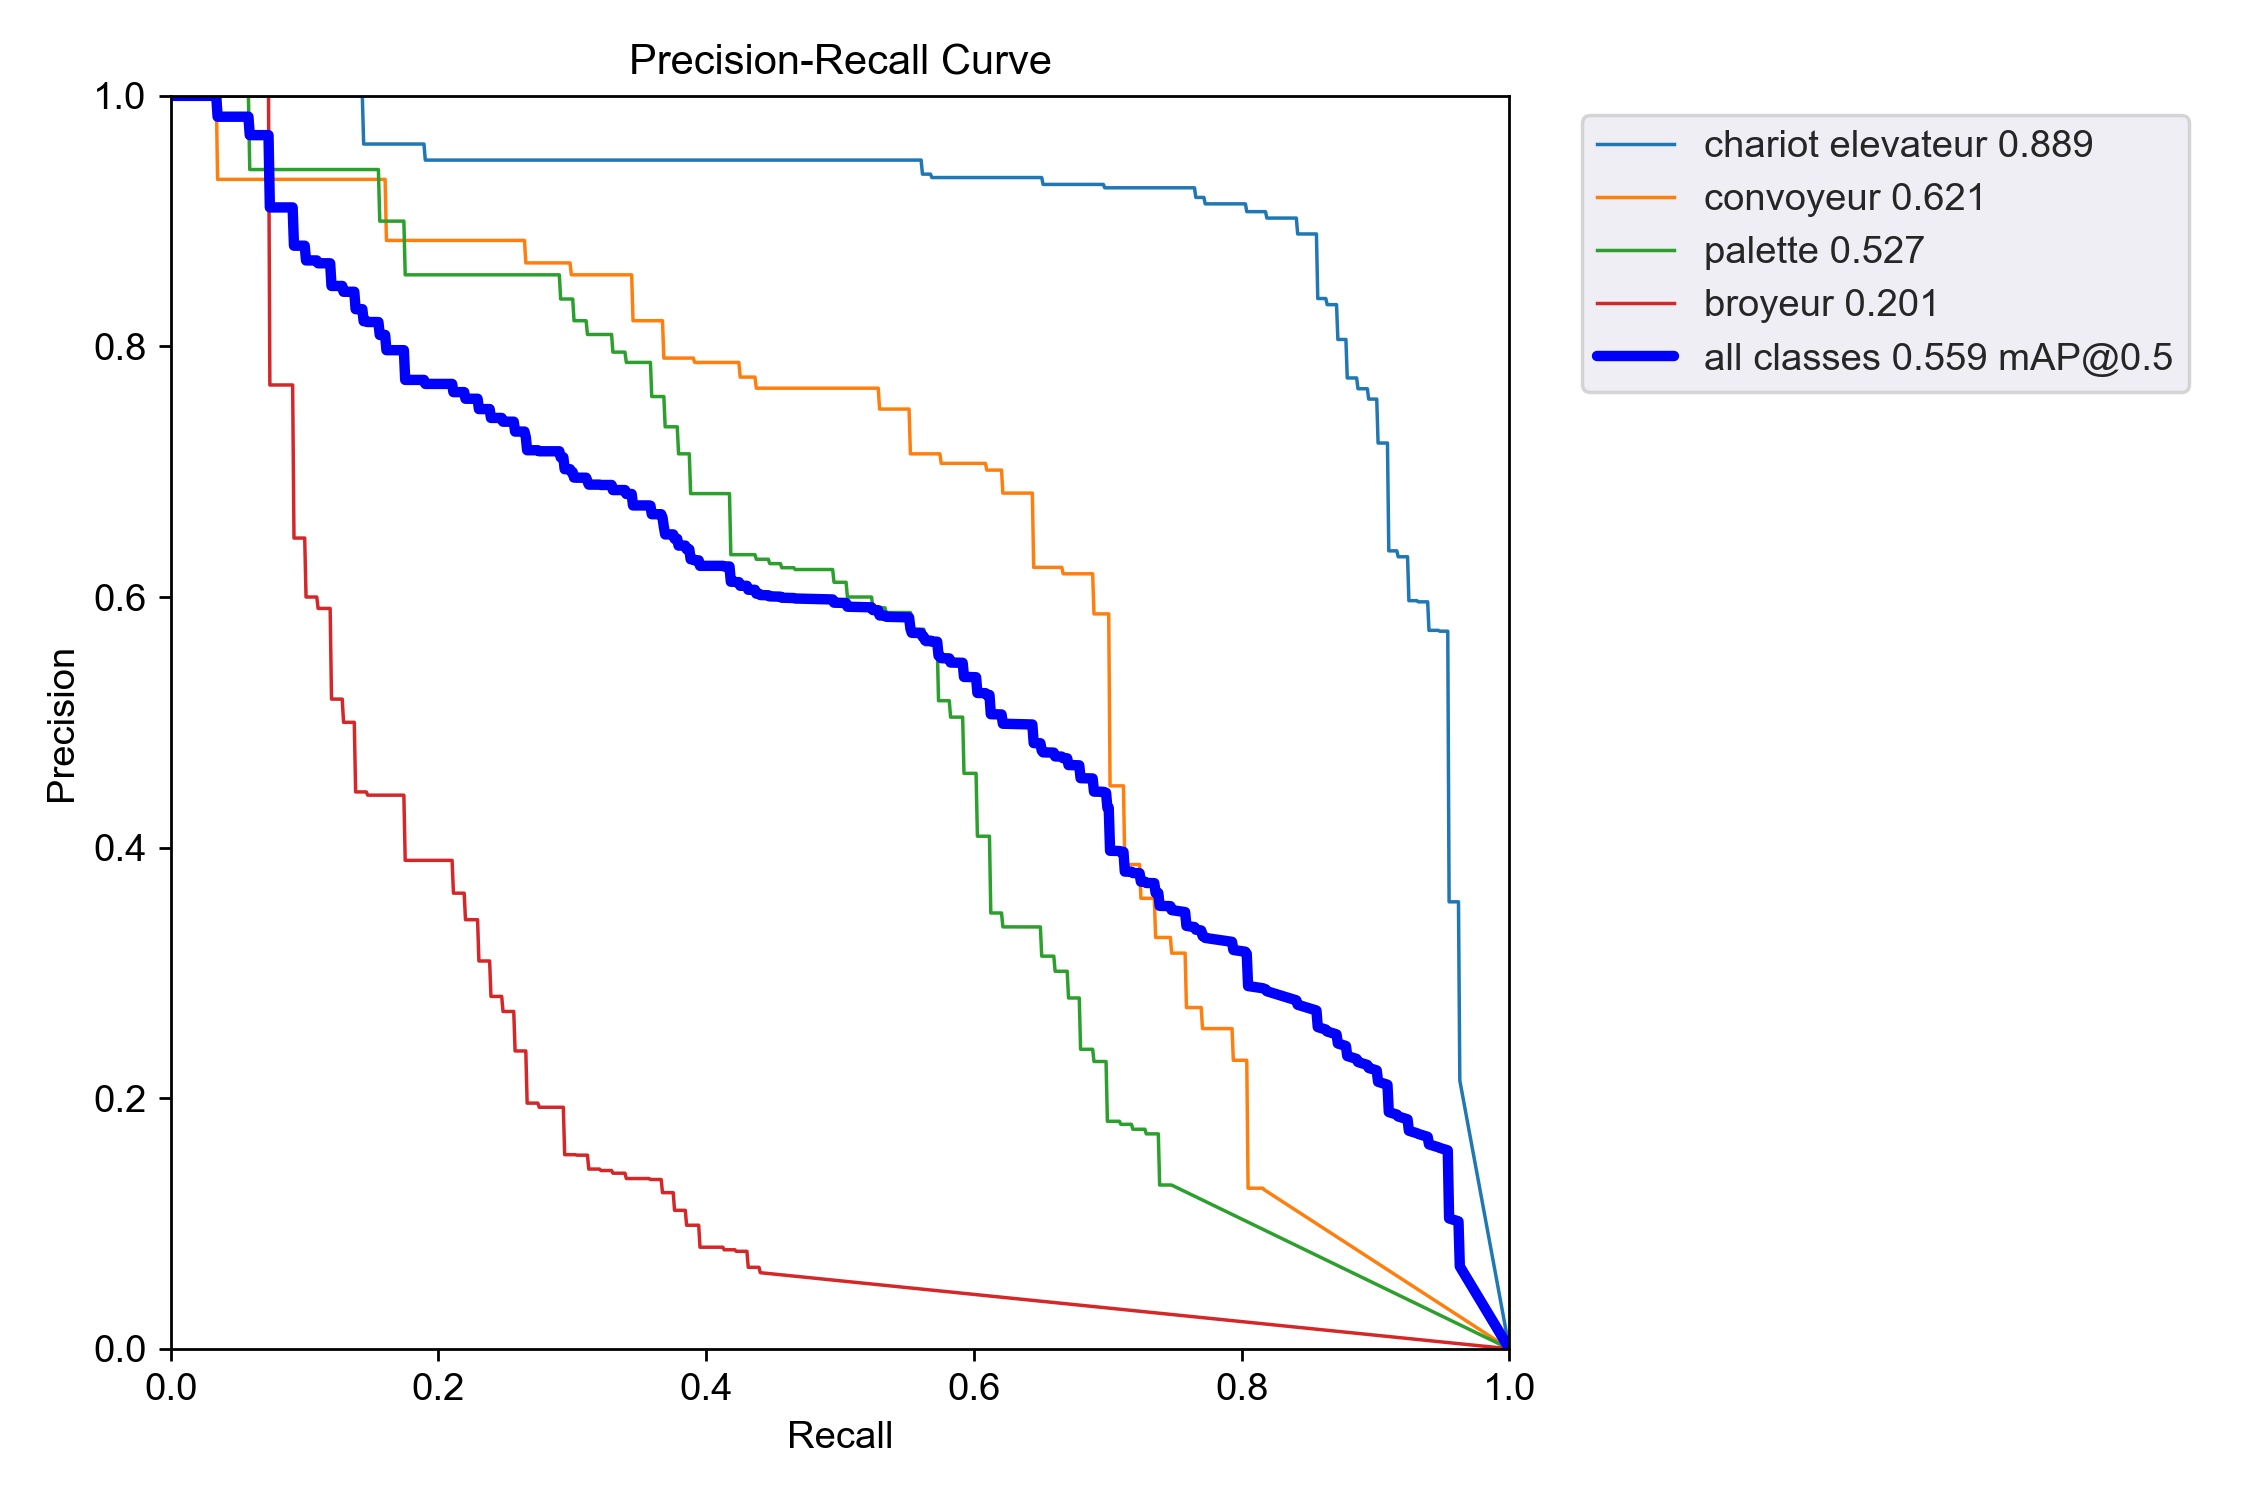 Precision-Recall Curve
1.0
0.8
0.6
0.4
0.2
0.0
Precision
0.0 0.2 0.4 0.6 0.8 1.0
Recall
chariot elevateur 0.889
convoyeur 0.621
palette 0.527
broyeur 0.201
all classes 0.559 mAP@0.5